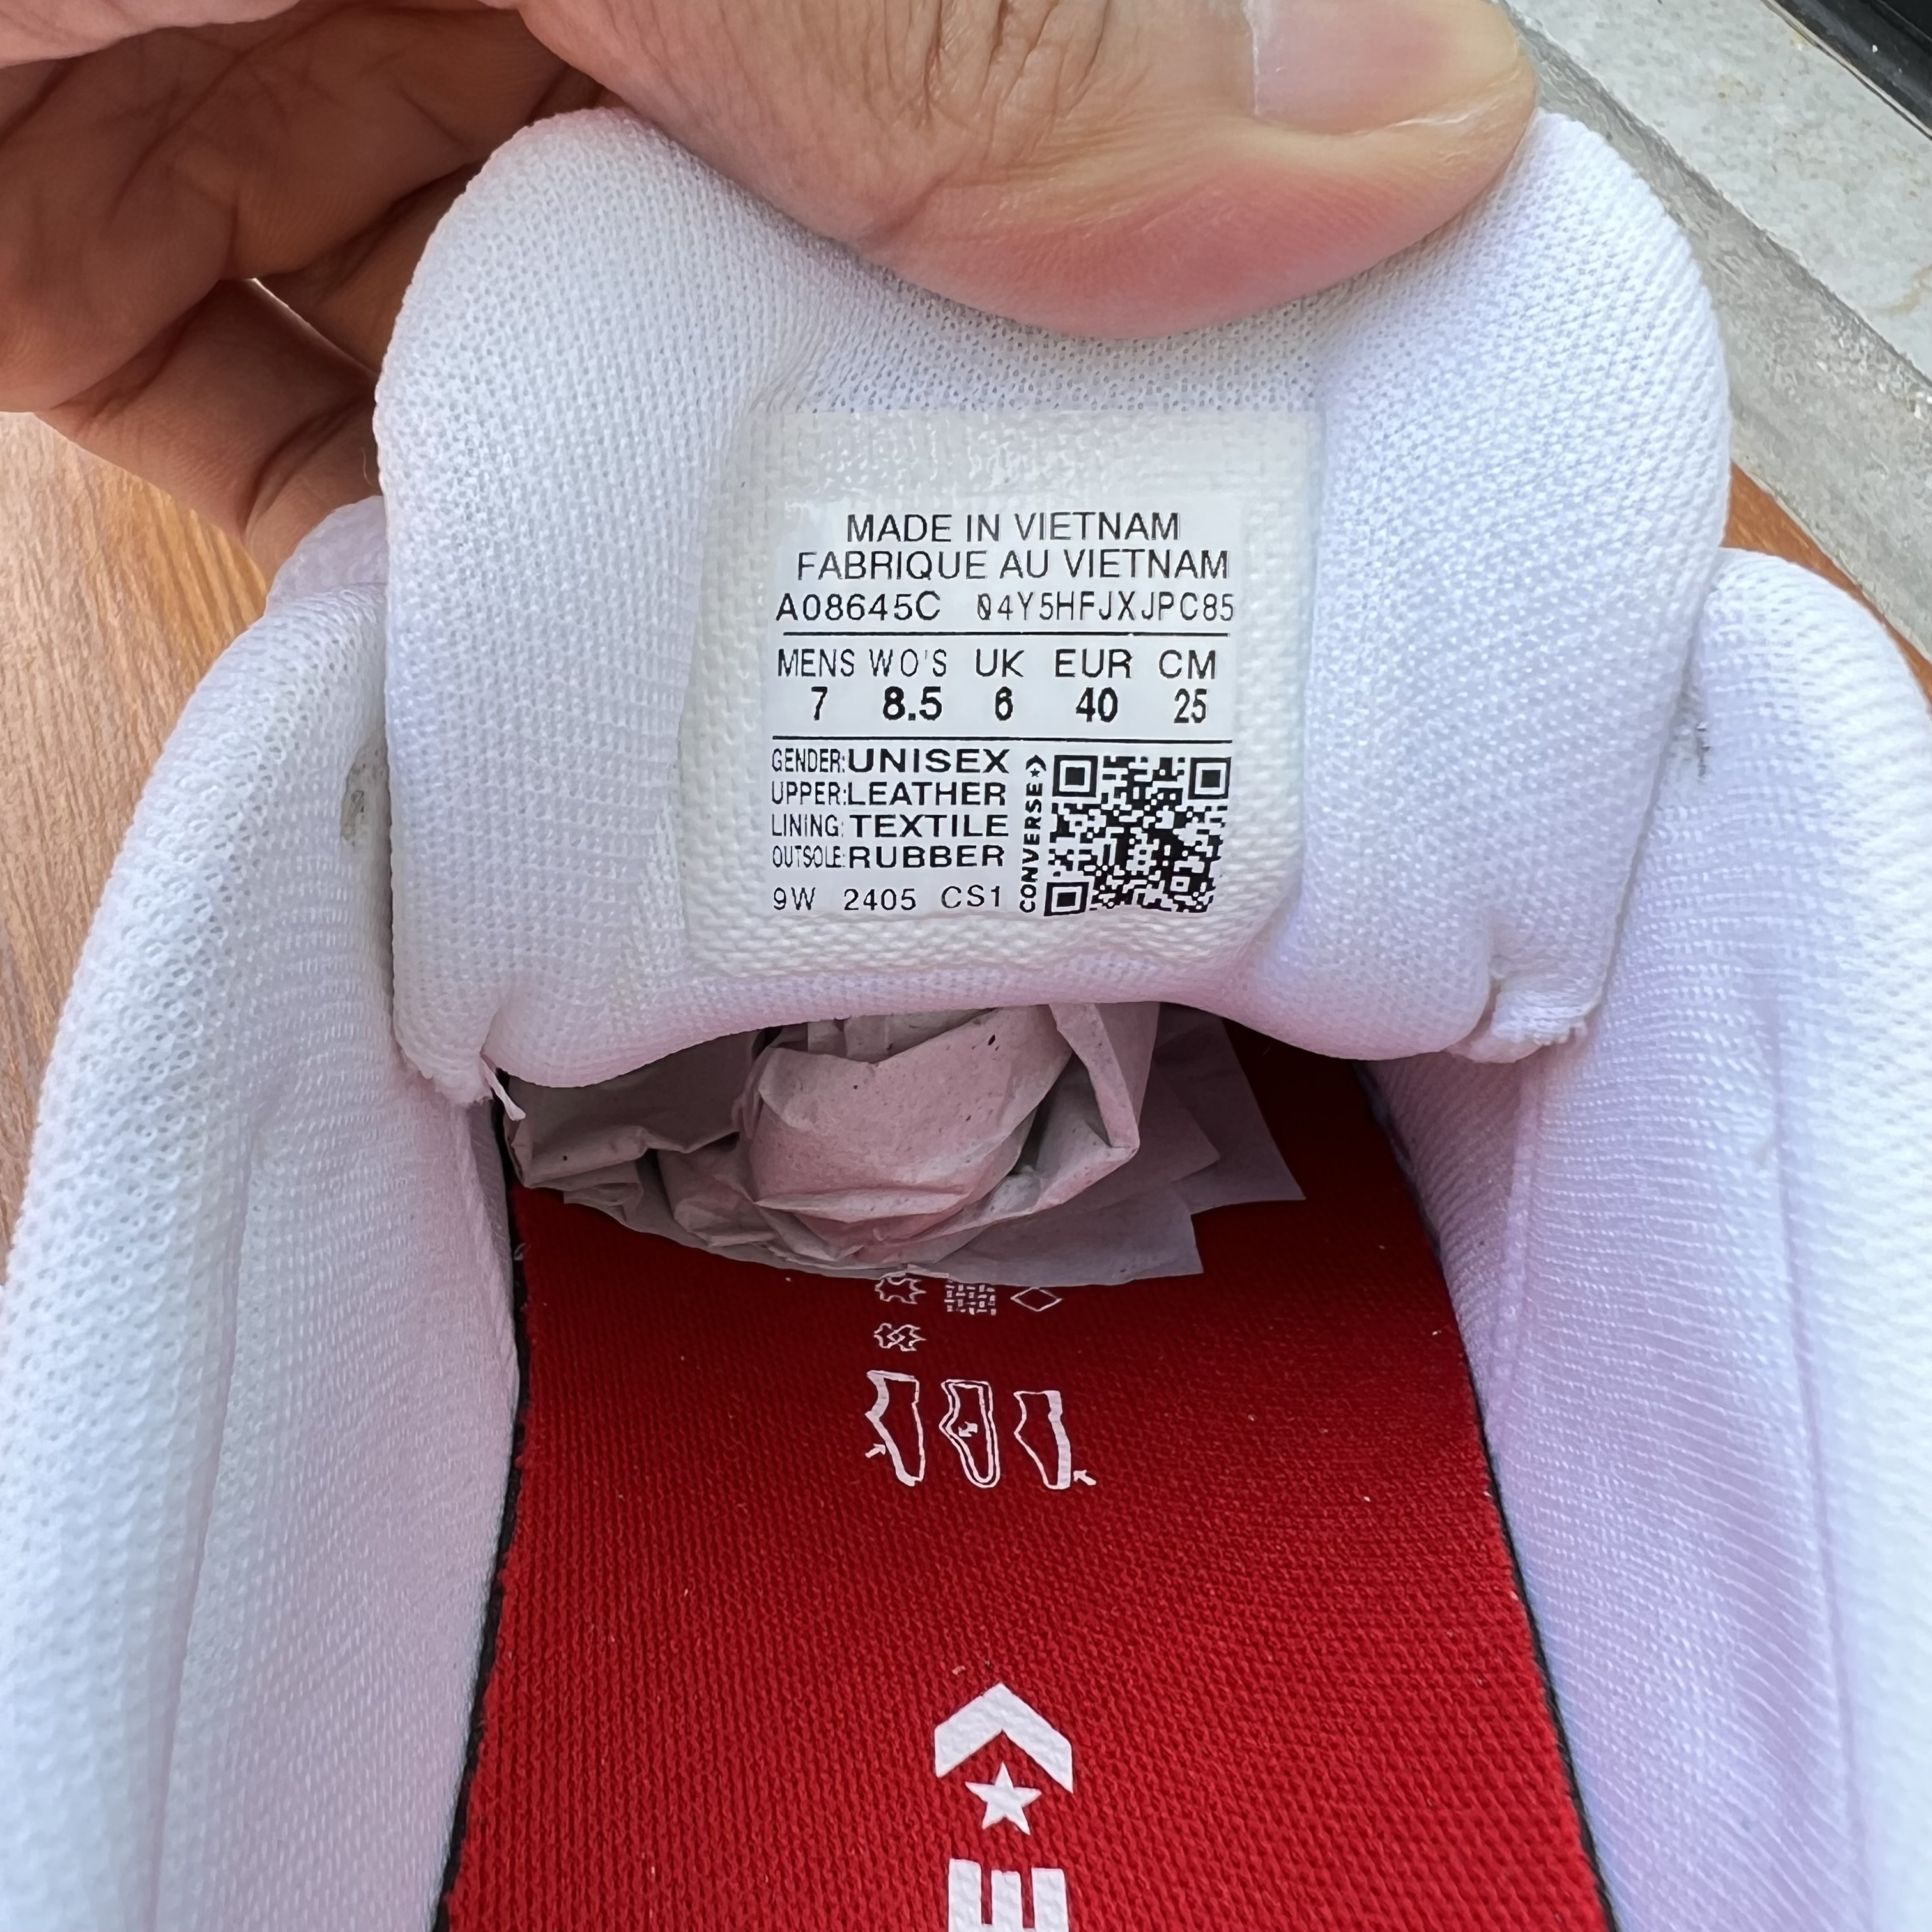 MADE IN VIETNAM
FABRIQUE AU VIETNAM
A08645C 04Y5HFJXJPC85
MENS WO'S UK EUR CM
7 8.5 6 40 25
GENDER:UNISEX
UPPER:LEATHER
LINING:TEXTILE
OUTSOLE:RUBBER
9W 2405 CS1
CONVERSE